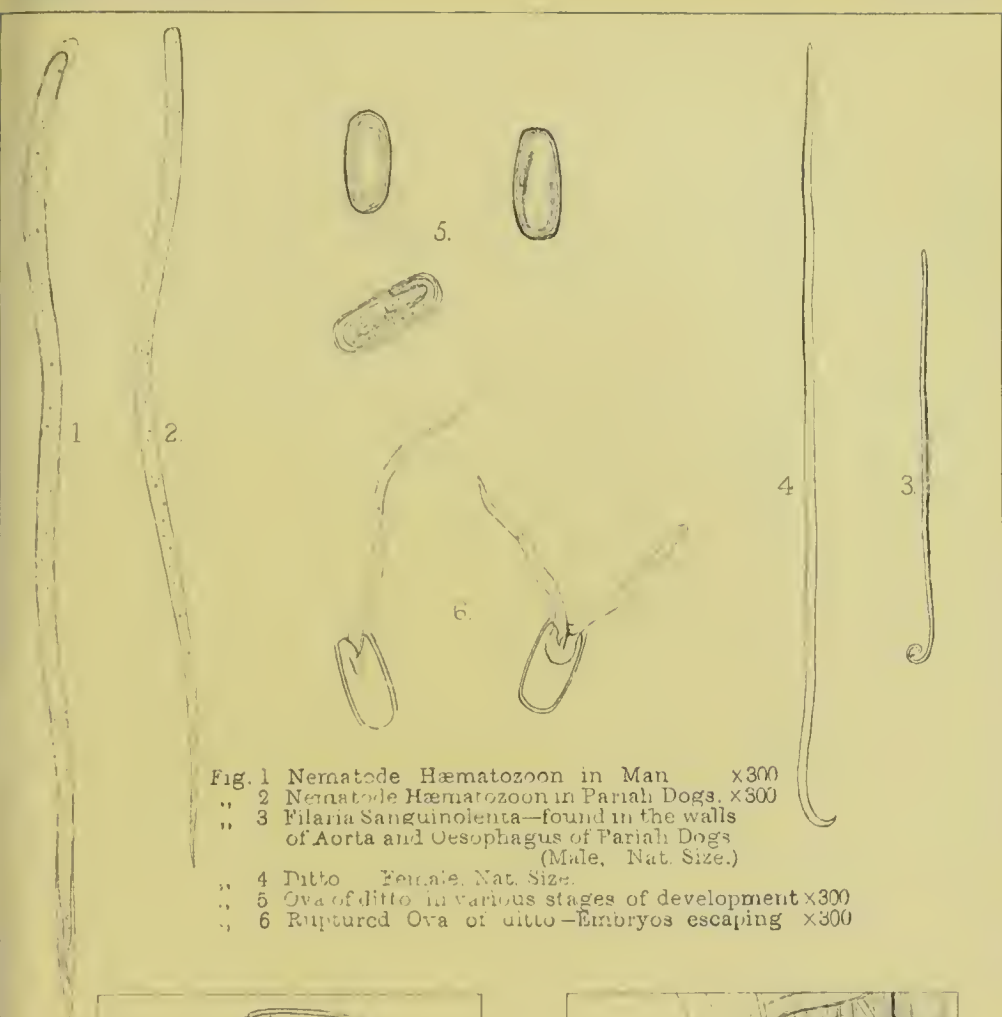 5.
1
2.
4
3.
6.
Fig. 1 Nematode Hæmatozoon in Man ×300
„ 2 Nematode Hæmatozoon in Pariah Dogs. ×300
„ 3 Filaria Sanguinolenta—found in the walls
of Aorta and Oesophagus of Pariah Dogs
(Male, Nat. Size.)
„ 4 Ditto Female, Nat. Size.
„ 5 Ova of ditto in various stages of development ×300
„ 6 Ruptured Ova of ditto—Embryos escaping ×300